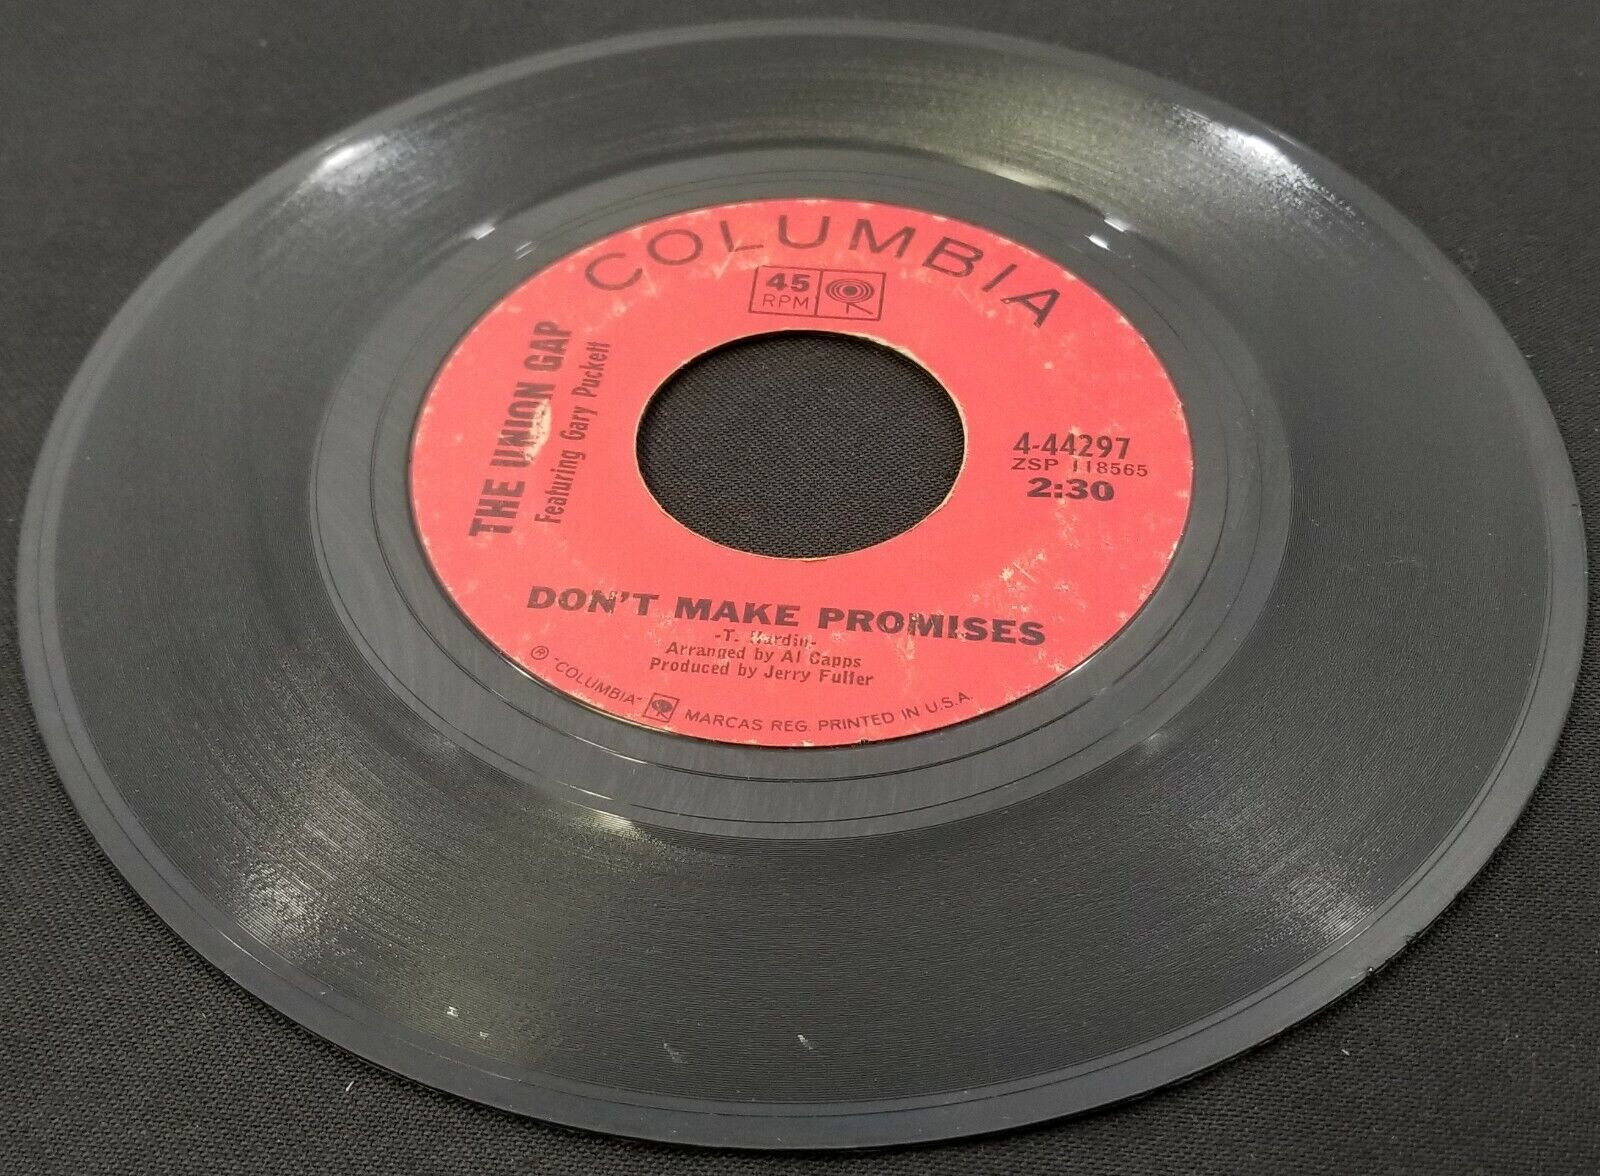 COLUMBIA
45
RPM
THE UNION GAP
Featuring Gary Puckett
4-44297
ZSP 118565
2:30
DON'T MAKE PROMISES
-T. Hardin-
Arranged by Al Capps
Produced by Jerry Fuller
Ⓟ "COLUMBIA" MARCAS REG. PRINTED IN U.S.A.